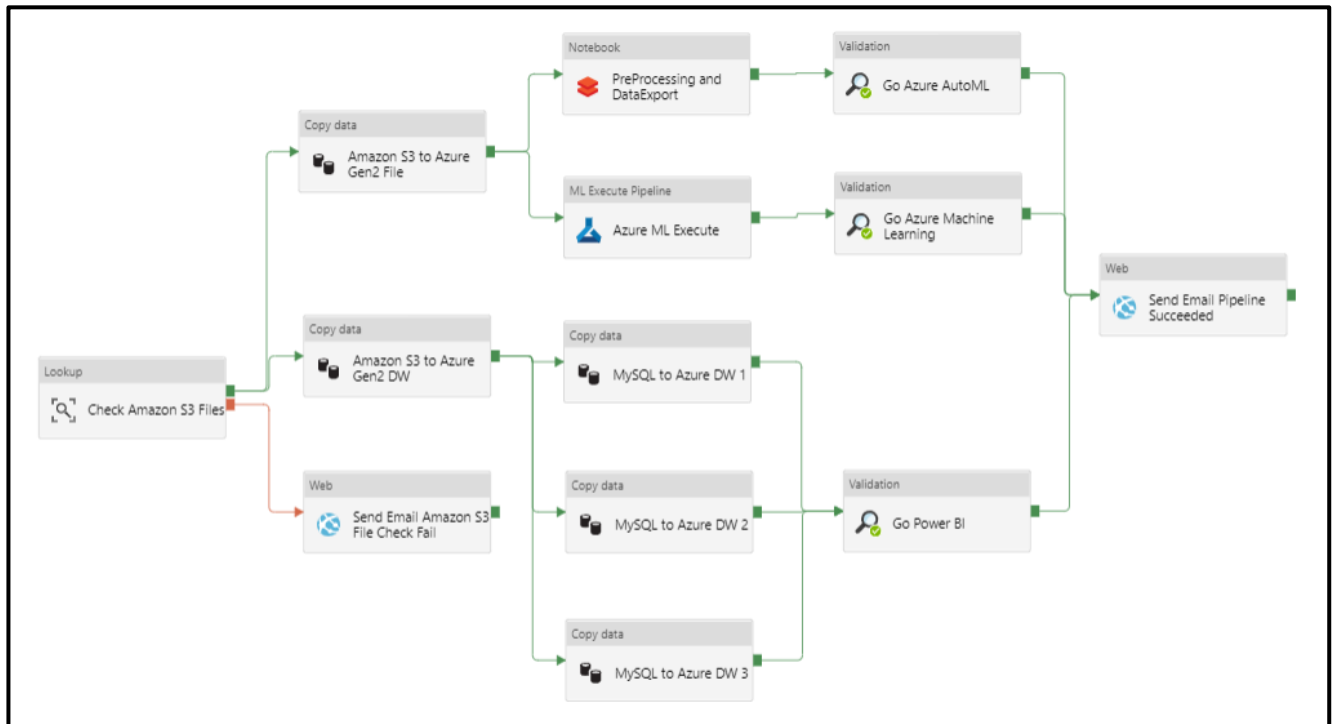 Notebook
PreProcessing and
DataExport
Validation
Go Azure AutoML
Copy data
Amazon S3 to Azure
Gen2 File
ML Execute Pipeline
Azure ML Execute
Validation
Go Azure Machine
Learning
Web
Send Email Pipeline
Succeeded
Copy data
Amazon S3 to Azure
Gen2 DW
Copy data
MySQL to Azure DW 1
Lookup
Check Amazon S3 Files
Web
Send Email Amazon S3
File Check Fail
Copy data
MySQL to Azure DW 2
Validation
Go Power BI
Copy data
MySQL to Azure DW 3